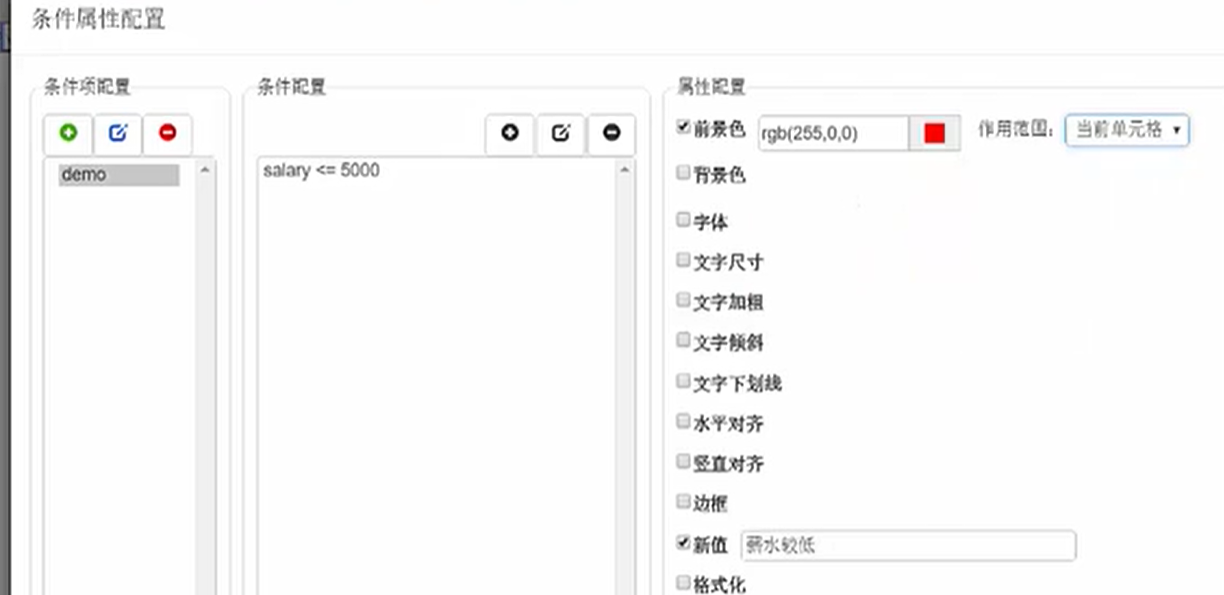 条件属性配置
条件项配置
demo
条件配置
salary <= 5000
属性配置
前景色 rgb(255,0,0) 作用范围: 当前单元格
背景色
字体
文字尺寸
文字加粗
文字倾斜
文字下划线
水平对齐
竖直对齐
边框
新值 薪水较低
格式化